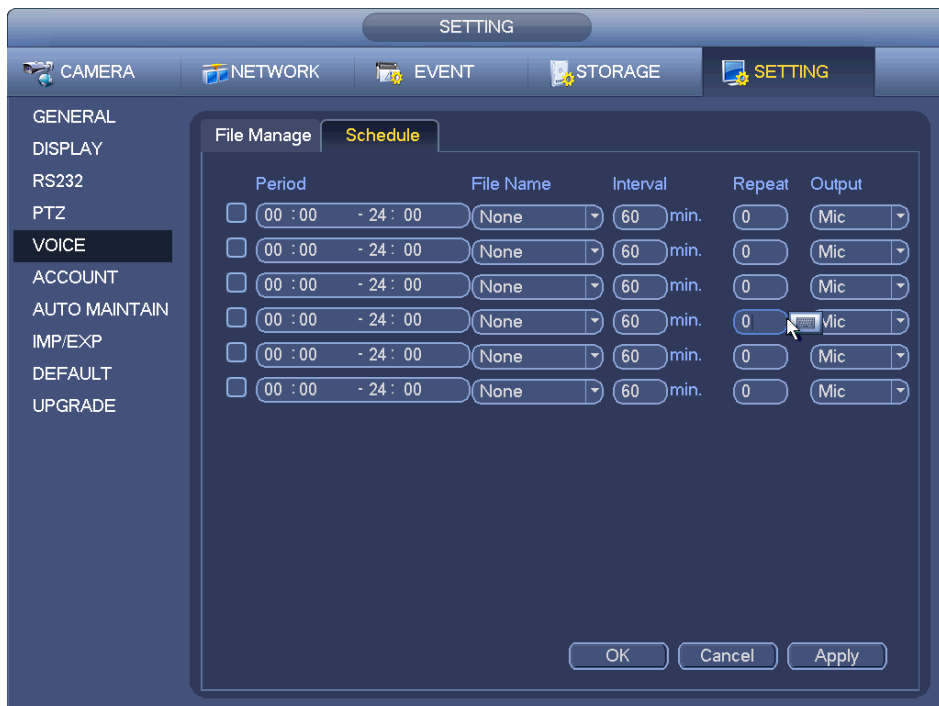 SETTING
CAMERA NETWORK EVENT STORAGE SETTING
GENERAL
DISPLAY
RS232
PTZ
VOICE
ACCOUNT
AUTO MAINTAIN
IMP/EXP
DEFAULT
UPGRADE
File Manage Schedule
Period File Name Interval Repeat Output
00 : 00 - 24 : 00 None 60 min. 0 Mic
00 : 00 - 24 : 00 None 60 min. 0 Mic
00 : 00 - 24 : 00 None 60 min. 0 Mic
00 : 00 - 24 : 00 None 60 min. 0 Mic
00 : 00 - 24 : 00 None 60 min. 0 Mic
00 : 00 - 24 : 00 None 60 min. 0 Mic
OK Cancel Apply